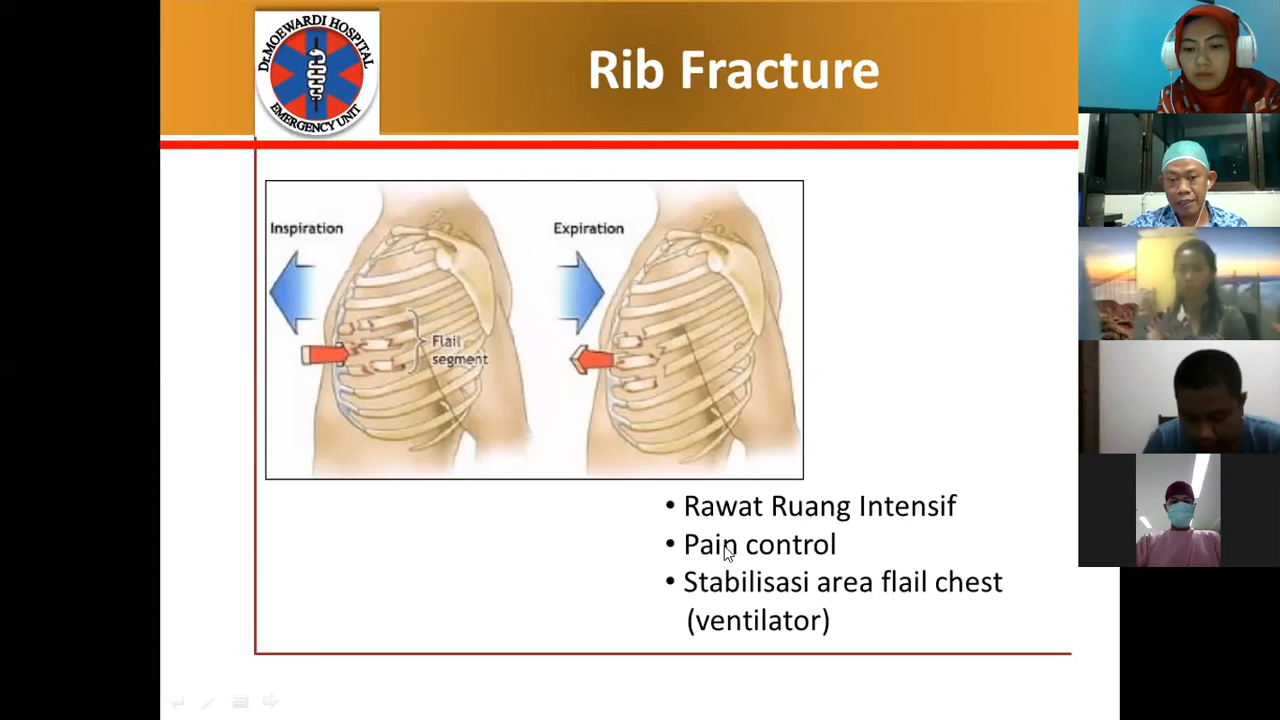 Dr.MOEWARDI HOSPITAL
EMERGENCY UNIT
Rib Fracture
Inspiration
Expiration
Flail
segment
• Rawat Ruang Intensif
• Pain control
• Stabilisasi area flail chest
(ventilator)